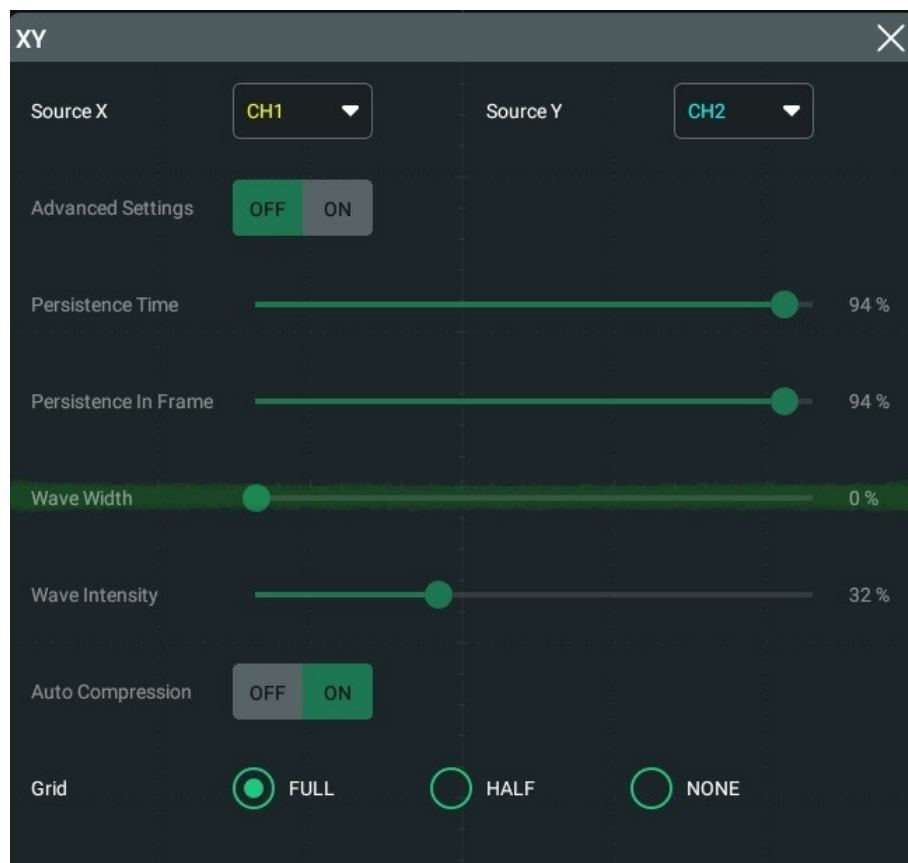 XY
Source X CH1 Source Y CH2
Advanced Settings OFF ON
Persistence Time 94 %
Persistence In Frame 94 %
Wave Width 0 %
Wave Intensity 32 %
Auto Compression OFF ON
Grid FULL HALF NONE